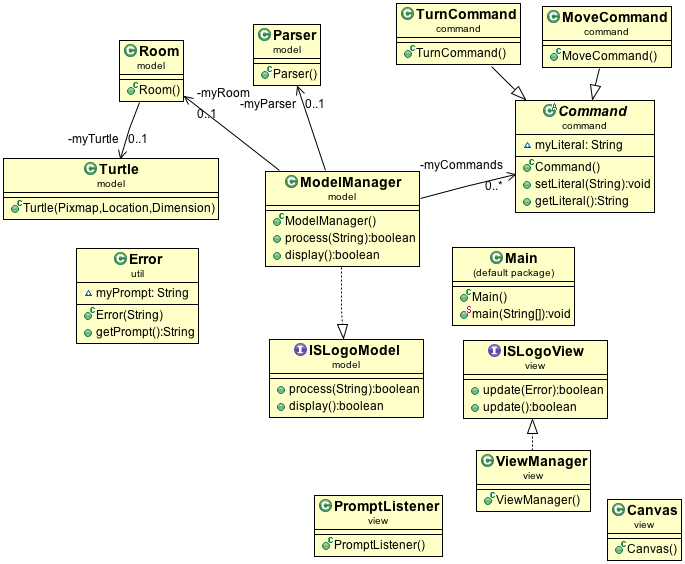 TurnCommand
command
TurnCommand()
MoveCommand
command
MoveCommand()
Room
model
Room()
Parser
model
Parser()
-myRoom
0..1
-myParser
0..1
Command
command
myLiteral: String
Command()
setLiteral(String):void
getLiteral():String
-myTurtle
0..1
Turtle
model
Turtle(Pixmap,Location,Dimension)
ModelManager
model
ModelManager()
process(String):boolean
display():boolean
-myCommands
0..*
Error
util
myPrompt: String
Error(String)
getPrompt():String
Main
(default package)
Main()
main(String[]):void
ISLogoModel
model
process(String):boolean
display():boolean
ISLogoView
view
update(Error):boolean
update():boolean
ViewManager
view
ViewManager()
PromptListener
view
PromptListener()
Canvas
view
Canvas()